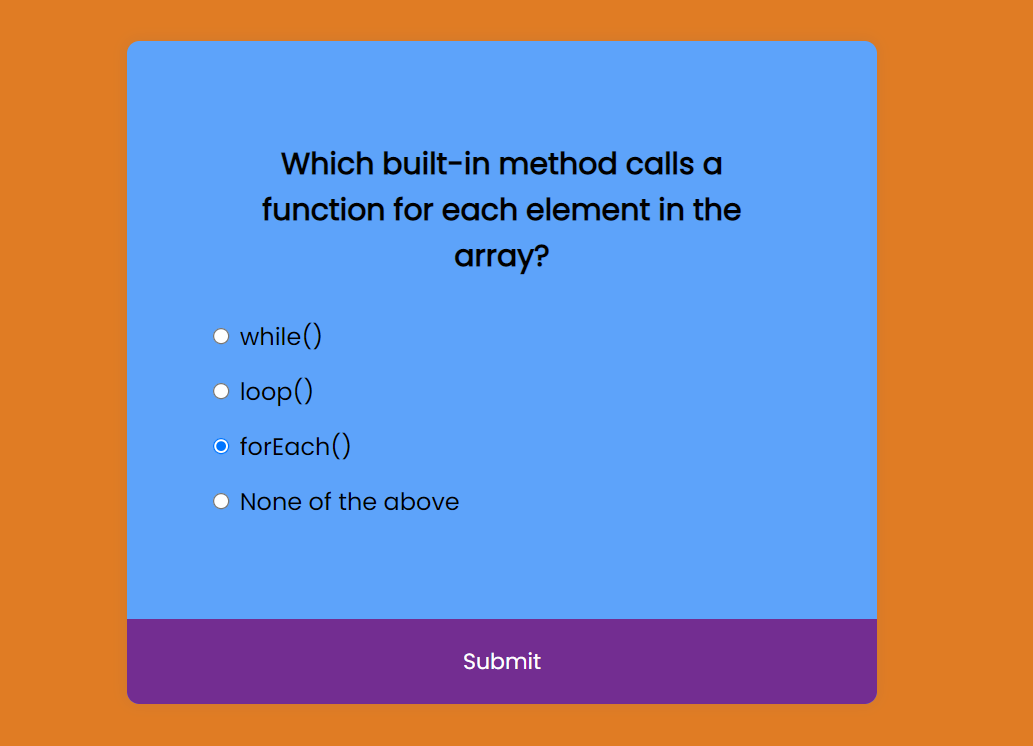 Which built-in method calls a
function for each element in the
array?
while()
loop()
forEach()
None of the above
Submit